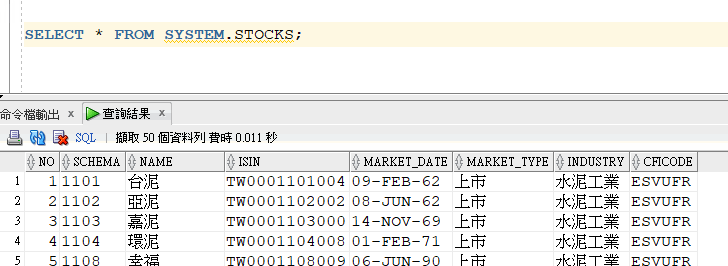 SELECT * FROM SYSTEM.STOCKS;
命令檔輸出 x 查詢結果 x
SQL | 擷取 50 個資料列 費時 0.011 秒
NO SCHEMA NAME ISIN MARKET_DATE MARKET_TYPE INDUSTRY CFICODE
1 1 1101 台泥 TW0001101004 09-FEB-62 上市 水泥工業 ESVUFR
2 2 1102 亞泥 TW0001102002 08-JUN-62 上市 水泥工業 ESVUFR
3 3 1103 嘉泥 TW0001103000 14-NOV-69 上市 水泥工業 ESVUFR
4 4 1104 環泥 TW0001104008 01-FEB-71 上市 水泥工業 ESVUFR
5 5 1108 幸福 TW0001108009 06-JUN-90 上市 水泥工業 ESVUFR